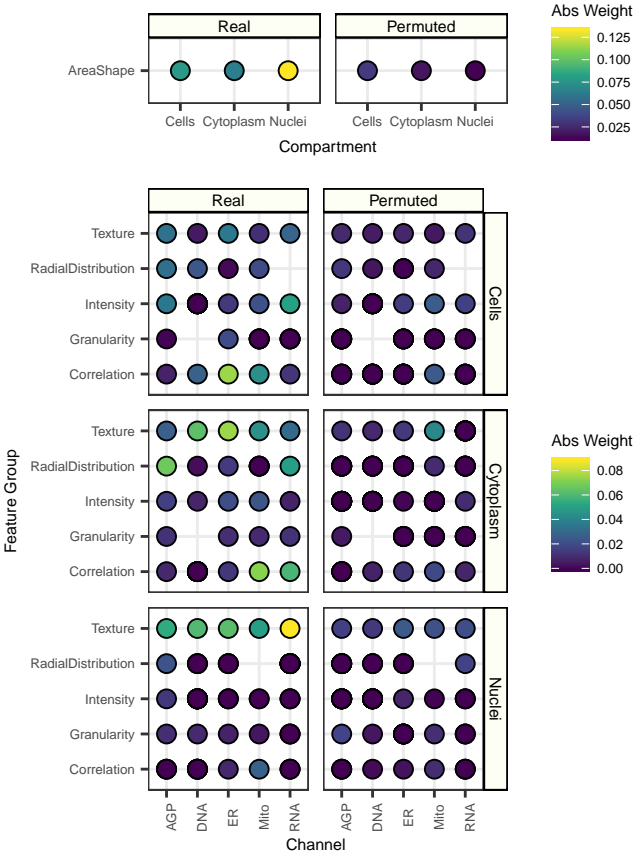 Real Permuted
AreaShape
Cells Cytoplasm Nuclei Cells Cytoplasm Nuclei
Compartment
Abs Weight
0.125
0.100
0.075
0.050
0.025
Real Permuted
Feature Group
Texture
RadialDistribution
Intensity
Granularity
Correlation
Cells
Texture
RadialDistribution
Intensity
Granularity
Correlation
Cytoplasm
Texture
RadialDistribution
Intensity
Granularity
Correlation
Nuclei
AGP DNA ER Mito RNA AGP DNA ER Mito RNA
Channel
Abs Weight
0.08
0.06
0.04
0.02
0.00